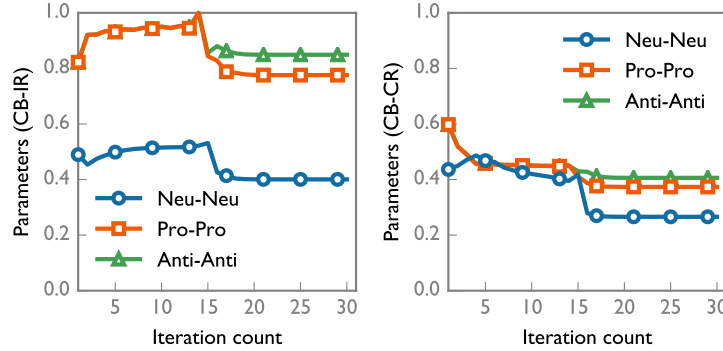 1.0
0.8
0.6
0.4
0.2
0.0
Parameters (CB-IR)
Neu-Neu
Pro-Pro
Anti-Anti
5 10 15 20 25 30
Iteration count
1.0
0.8
0.6
0.4
0.2
0.0
Parameters (CB-CR)
Neu-Neu
Pro-Pro
Anti-Anti
5 10 15 20 25 30
Iteration count